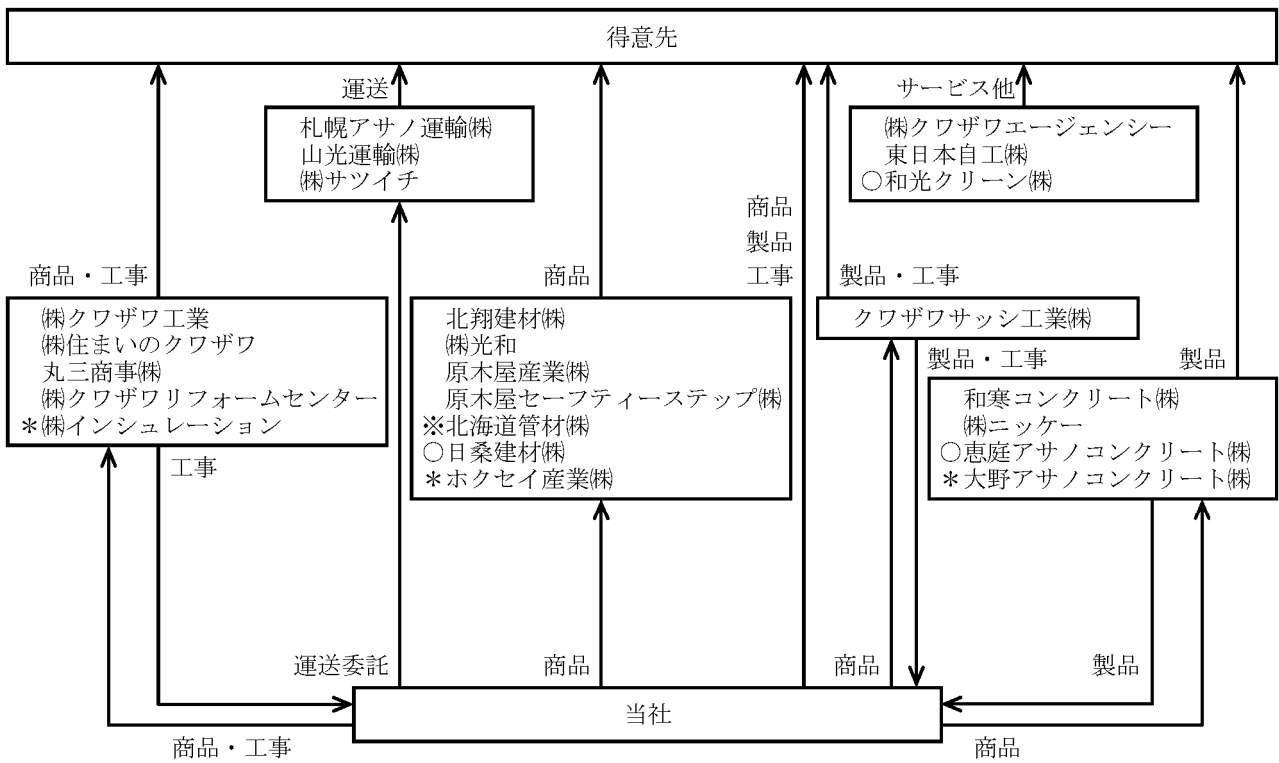 得意先
運送
サービス他
札幌アサノ運輸㈱
山光運輸㈱
㈱サツイチ
㈱クワザワエージェンシー
東日本自工㈱
○和光クリーン㈱
商品
製品
工事
商品・工事
商品
製品・工事
㈱クワザワ工業
㈱住まいのクワザワ
丸三商事㈱
㈱クワザワリフォームセンター
＊㈱インシュレーション
北翔建材㈱
㈱光和
原木屋産業㈱
原木屋セーフティーステップ㈱
※北海道管材㈱
○日桑建材㈱
＊ホクセイ産業㈱
クワザワサッシ工業㈱
製品・工事
製品
和寒コンクリート㈱
㈱ニッケー
○恵庭アサノコンクリート㈱
＊大野アサノコンクリート㈱
工事
運送委託
商品
商品
製品
当社
商品・工事
商品